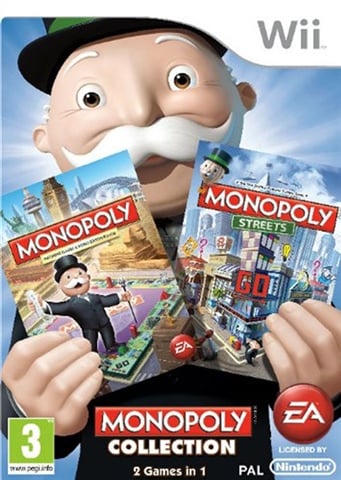 Wii
MONOPOLY
MONOPOLY
STREETS
GO
EA
EA
MONOPOLY
COLLECTION
2 Games in 1
3
www.pegi.info
PAL
EA
LICENSED BY
Nintendo